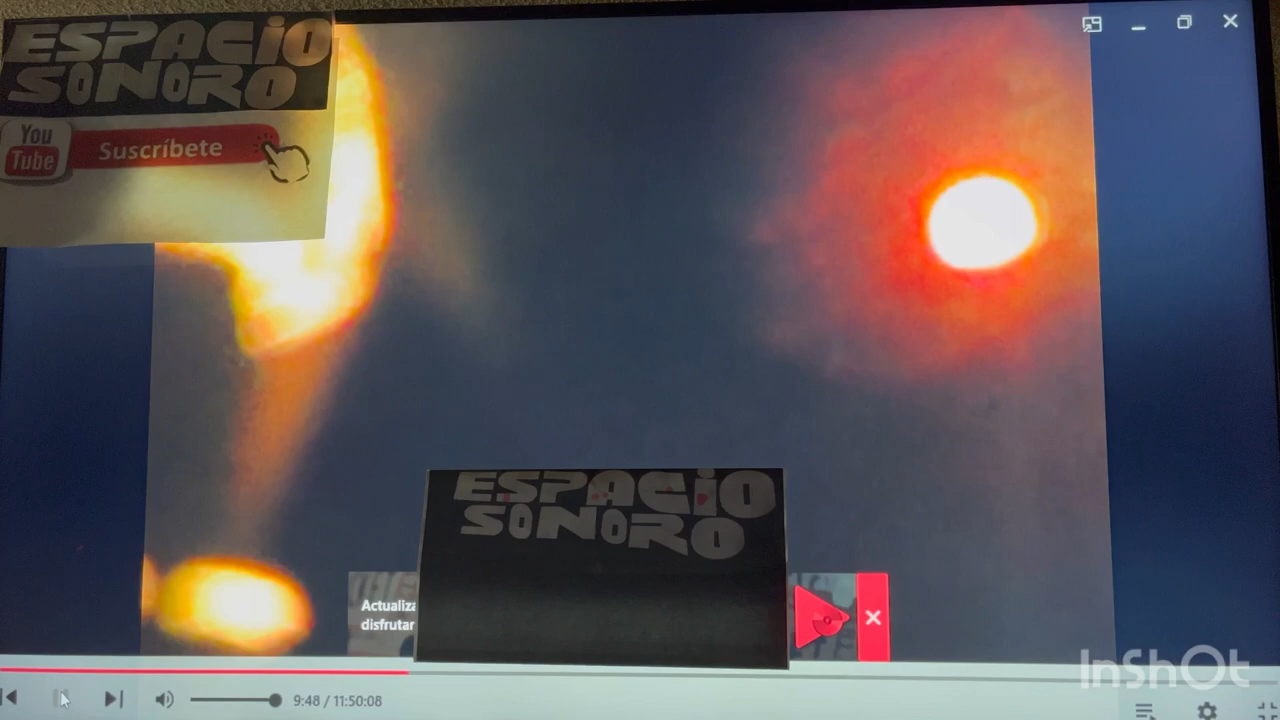 ESPACiO
SONORO
You
Tube
Suscríbete
ESPACiO
SONORO
Actualiza
disfrutar
9:48 / 11:50:08
InShOt